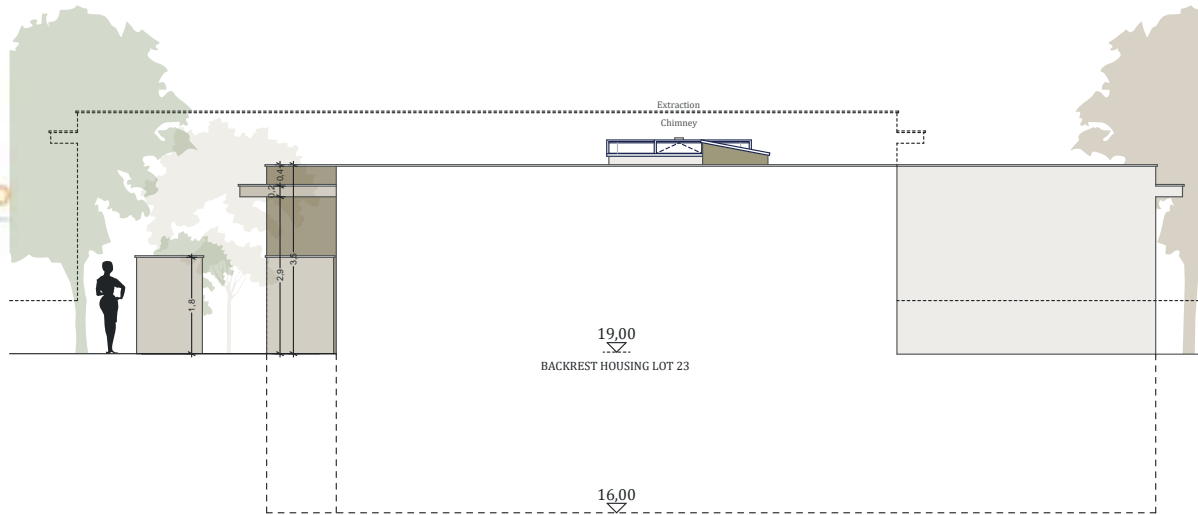 Extraction
Chimney
0,4
0,2
3,5
2,9
1,8
19,00
BACKREST HOUSING LOT 23
16,00